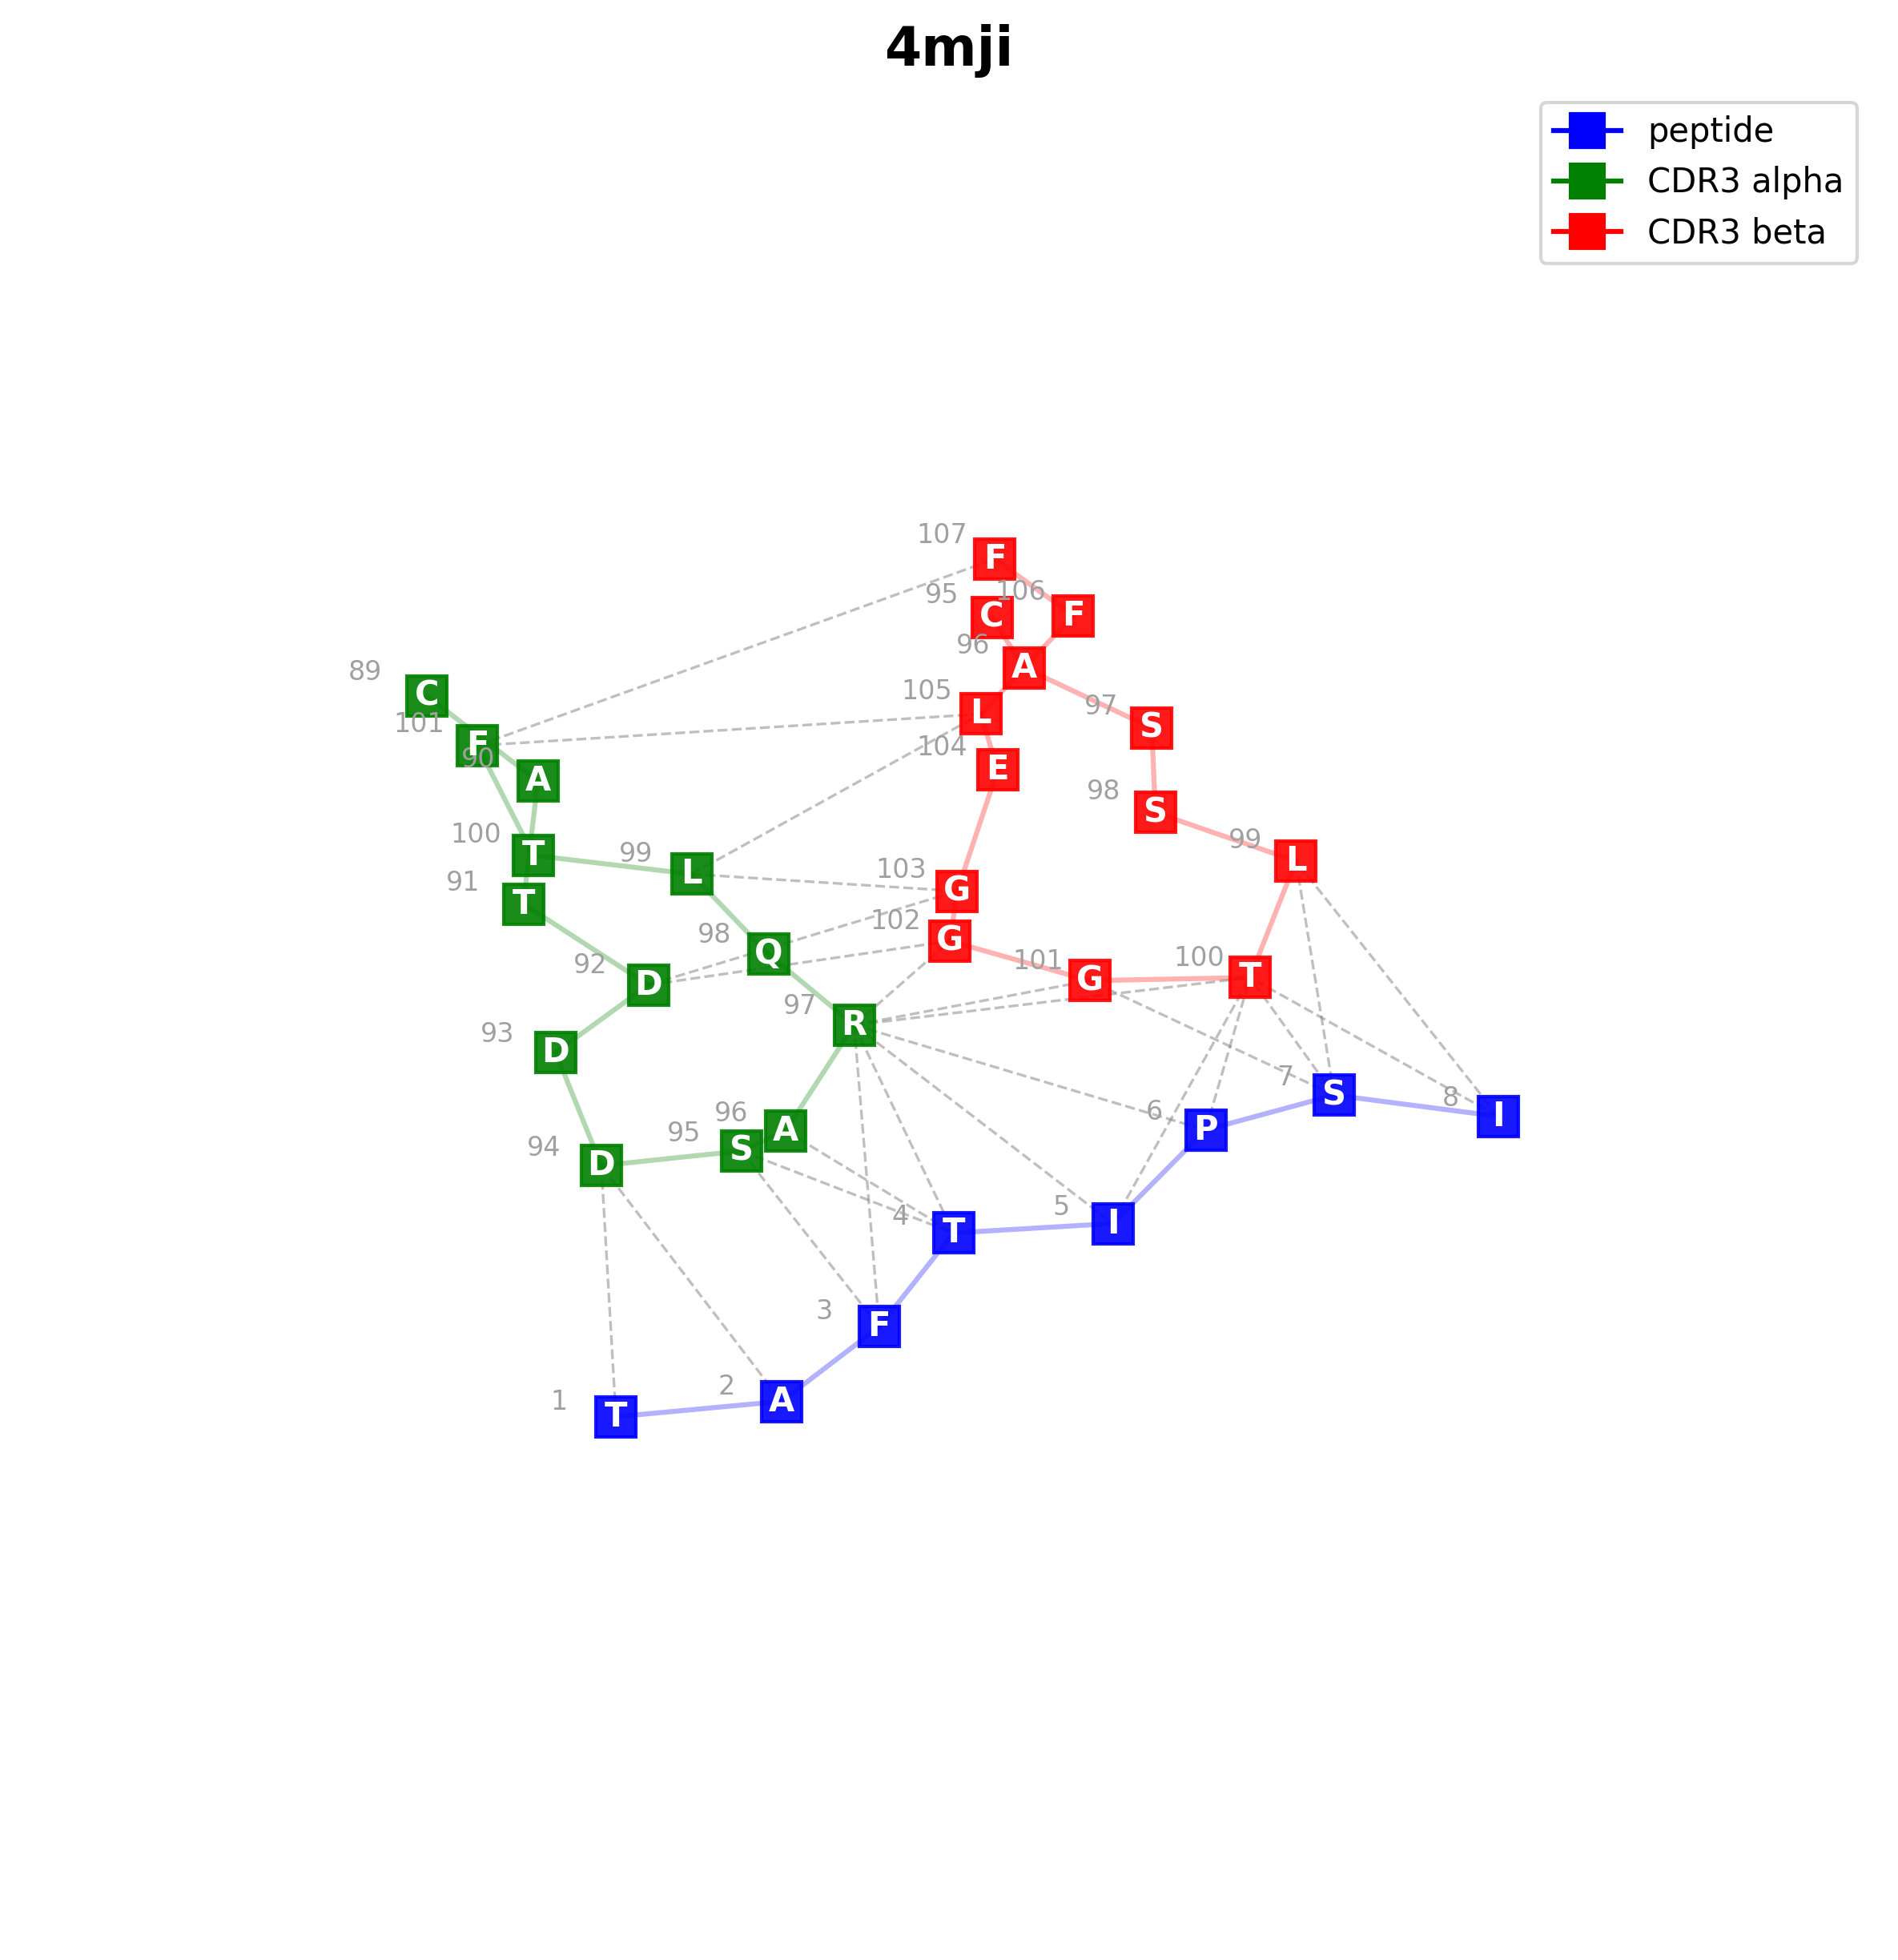 4mji
peptide
CDR3 alpha
CDR3 beta
107
F
95
C
106
F
96
A
89
C
105
L
97
S
101
F
104
E
90
A
98
S
100
T
99
L
99
L
91
T
103
G
102
G
98
Q
92
D
101
G
100
T
97
R
93
D
7
S
8
I
96
A
6
P
95
S
94
D
4
T
5
I
3
F
2
A
1
T